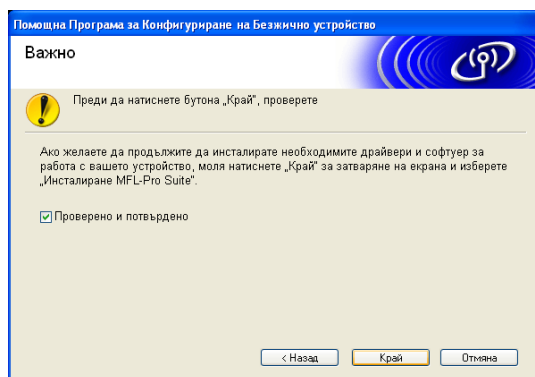 Помощна Програма за Конфигуриране на Безжично устройство
Важно
Преди да натиснете бутона „Край", проверете
Ако желаете да продължите да инсталирате необходимите драйвери и софтуер за
работа с вашето устройство, моля натиснете „Край" за затваряне на екрана и изберете
„Инсталиране MFL-Pro Suite".
Проверено и потвърдено
< Назад
Край
Отмяна